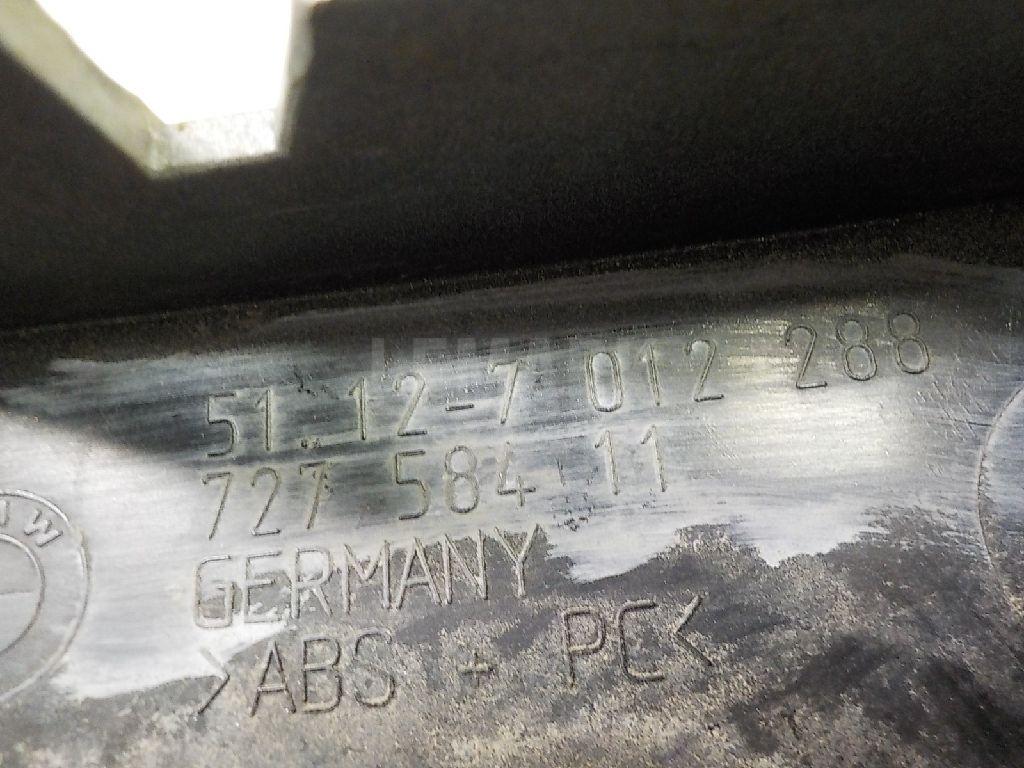 51.12-7 012 288
727 584 11
GERMANY
>ABS + PC<